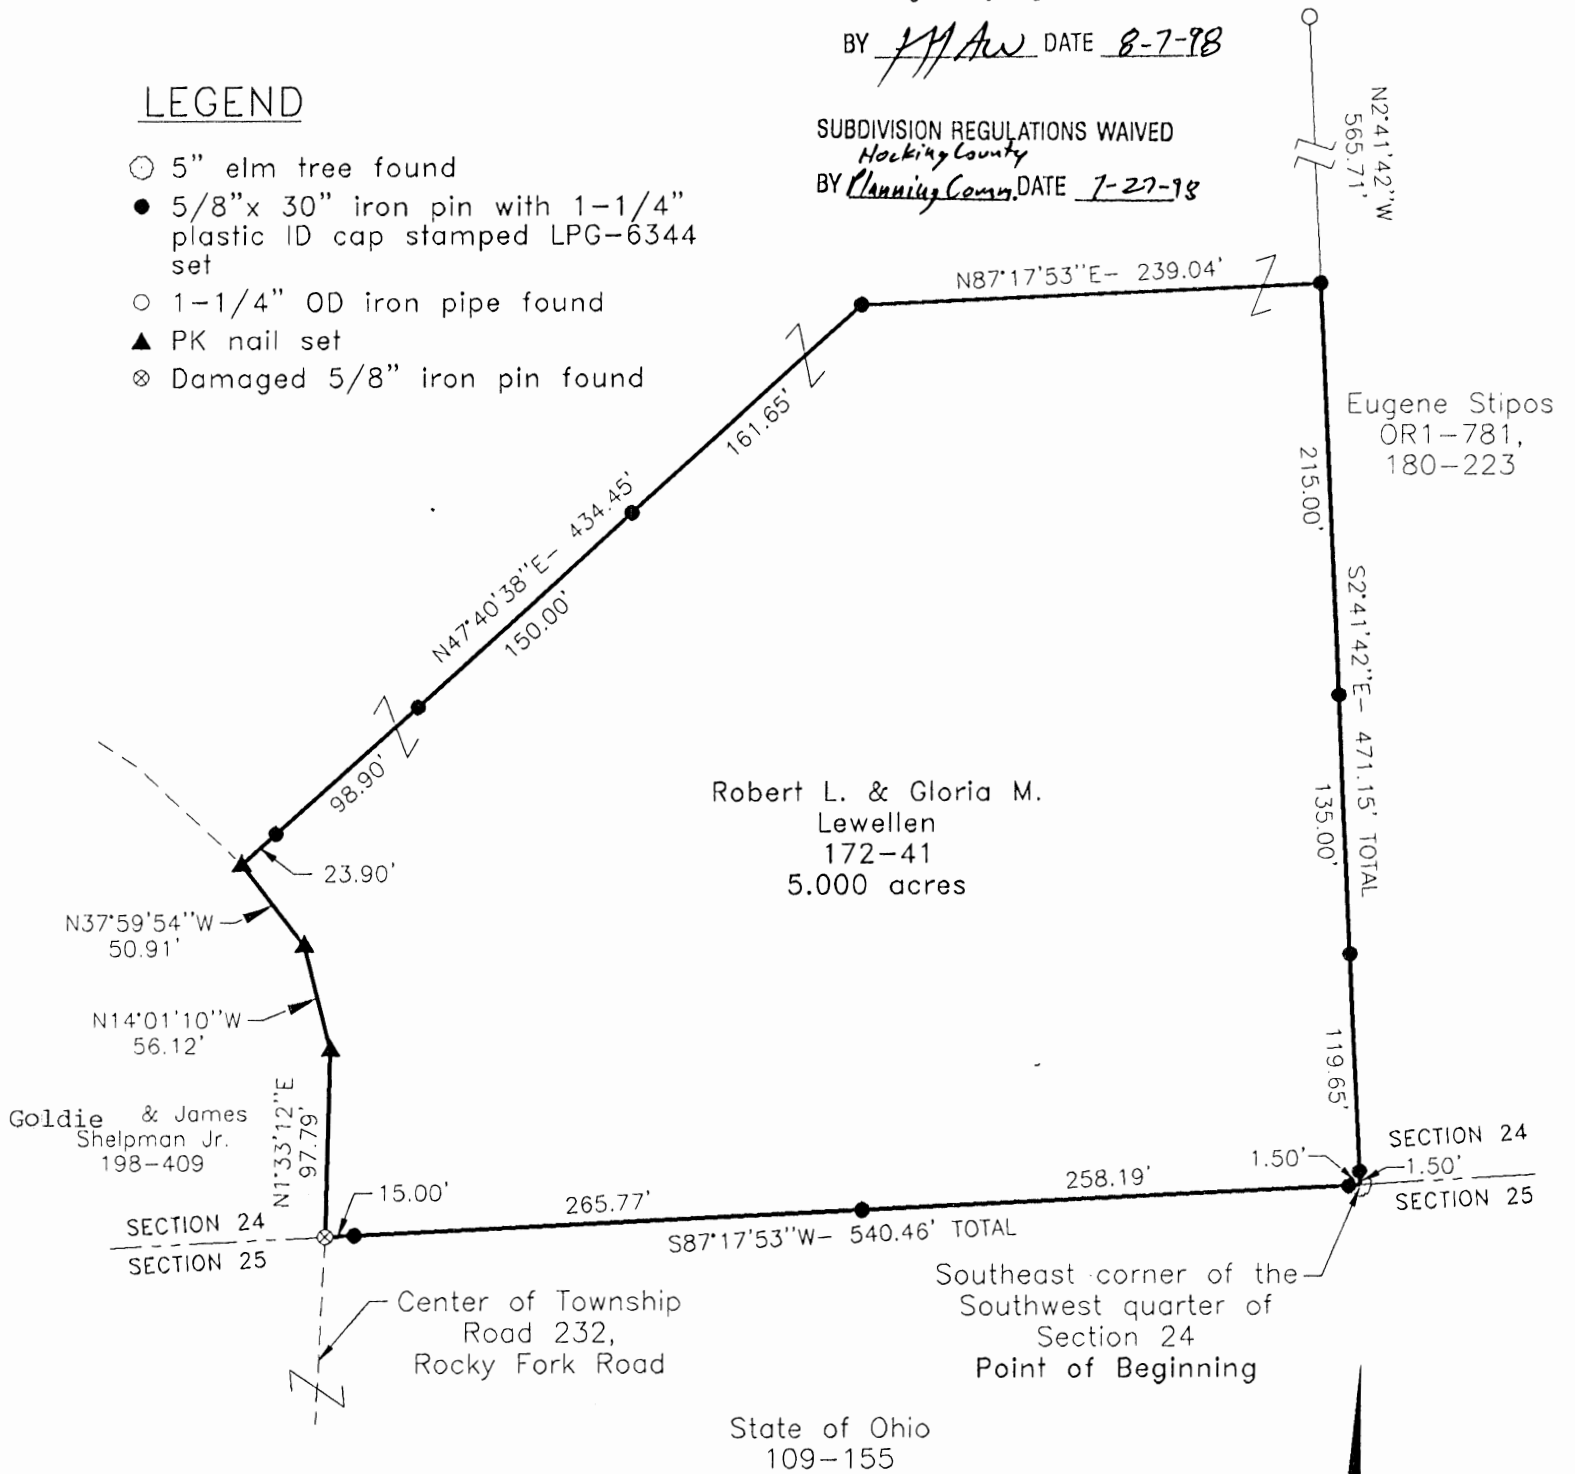 BY DATE 8-7-98
LEGEND
5" elm tree found
5/8"x 30" iron pin with 1-1/4"
plastic ID cap stamped LPG-6344
set
1-1/4" OD iron pipe found
PK nail set
Damaged 5/8" iron pin found
SUBDIVISION REGULATIONS WAIVED
Hocking County
BY Planning Comm. DATE 7-27-98
N2°41'42"W
565.71'
N87°17'53"E- 239.04'
161.65'
N47°40'38"E- 434.45'
150.00'
98.90'
23.90'
Eugene Stipos
OR1-781,
180-223
215.00'
S2°41'42"E- 471.15' TOTAL
135.00'
119.65'
Robert L. & Gloria M.
Lewellen
172-41
5.000 acres
N37°59'54"W
50.91'
N14°01'10"W
56.12'
N1°33'12"E
97.79'
Goldie & James
Shelpman Jr.
198-409
SECTION 24
SECTION 25
15.00'
265.77'
258.19'
S87°17'53"W- 540.46' TOTAL
1.50'
1.50'
SECTION 24
SECTION 25
Center of Township
Road 232,
Rocky Fork Road
Southeast corner of the
Southwest quarter of
Section 24
Point of Beginning
State of Ohio
109-155